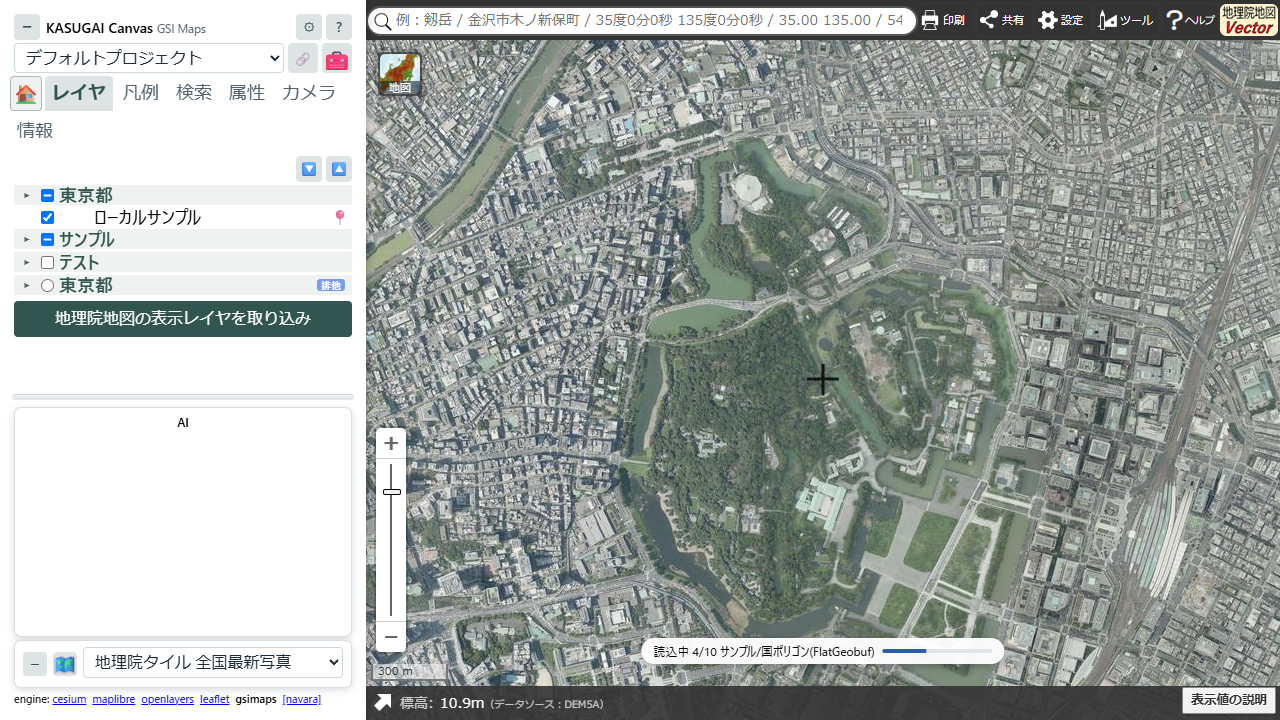 − KASUGAI Canvas GSI Maps ⚙ ?
デフォルトプロジェクト
レイヤ 凡例 検索 属性 カメラ
情報
東京都
ローカルサンプル
サンプル
テスト
東京都 排他
地理院地図の表示レイヤを取り込み
AI
− 地理院タイル 全国最新写真
engine: cesium maplibre openlayers leaflet gsimaps [navara]
例：剱岳 / 金沢市木ノ新保町 / 35度0分0秒 135度0分0秒 / 35.00 135.00 / 54
印刷 共有 設定 ツール ヘルプ 地理院地図 Vector
地図
+
−
読込中 4/10 サンプル/国ポリゴン(FlatGeobuf)
300 m
標高: 10.9m (データソース：DEM5A)
表示値の説明